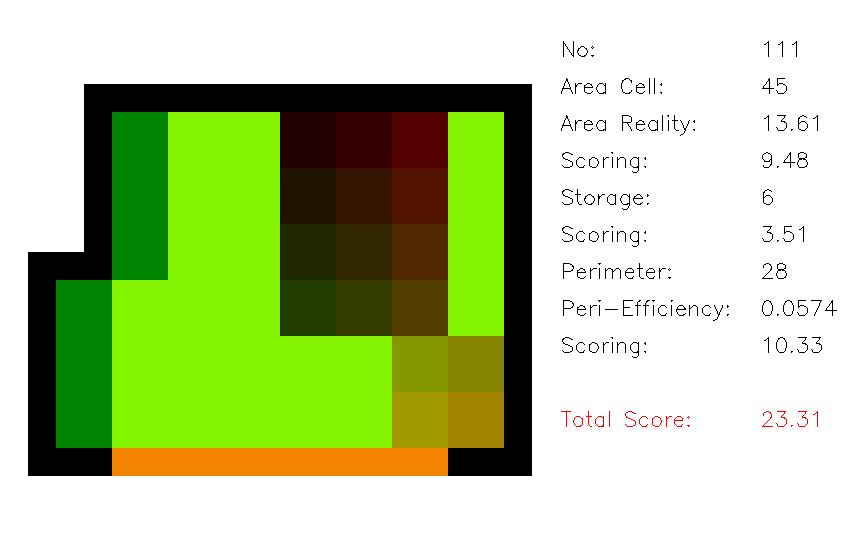 No: 111
Area Cell: 45
Area Reality: 13.61
Scoring: 9.48
Storage: 6
Scoring: 3.51
Perimeter: 28
Peri-Efficiency: 0.0574
Scoring: 10.33
Total Score: 23.31